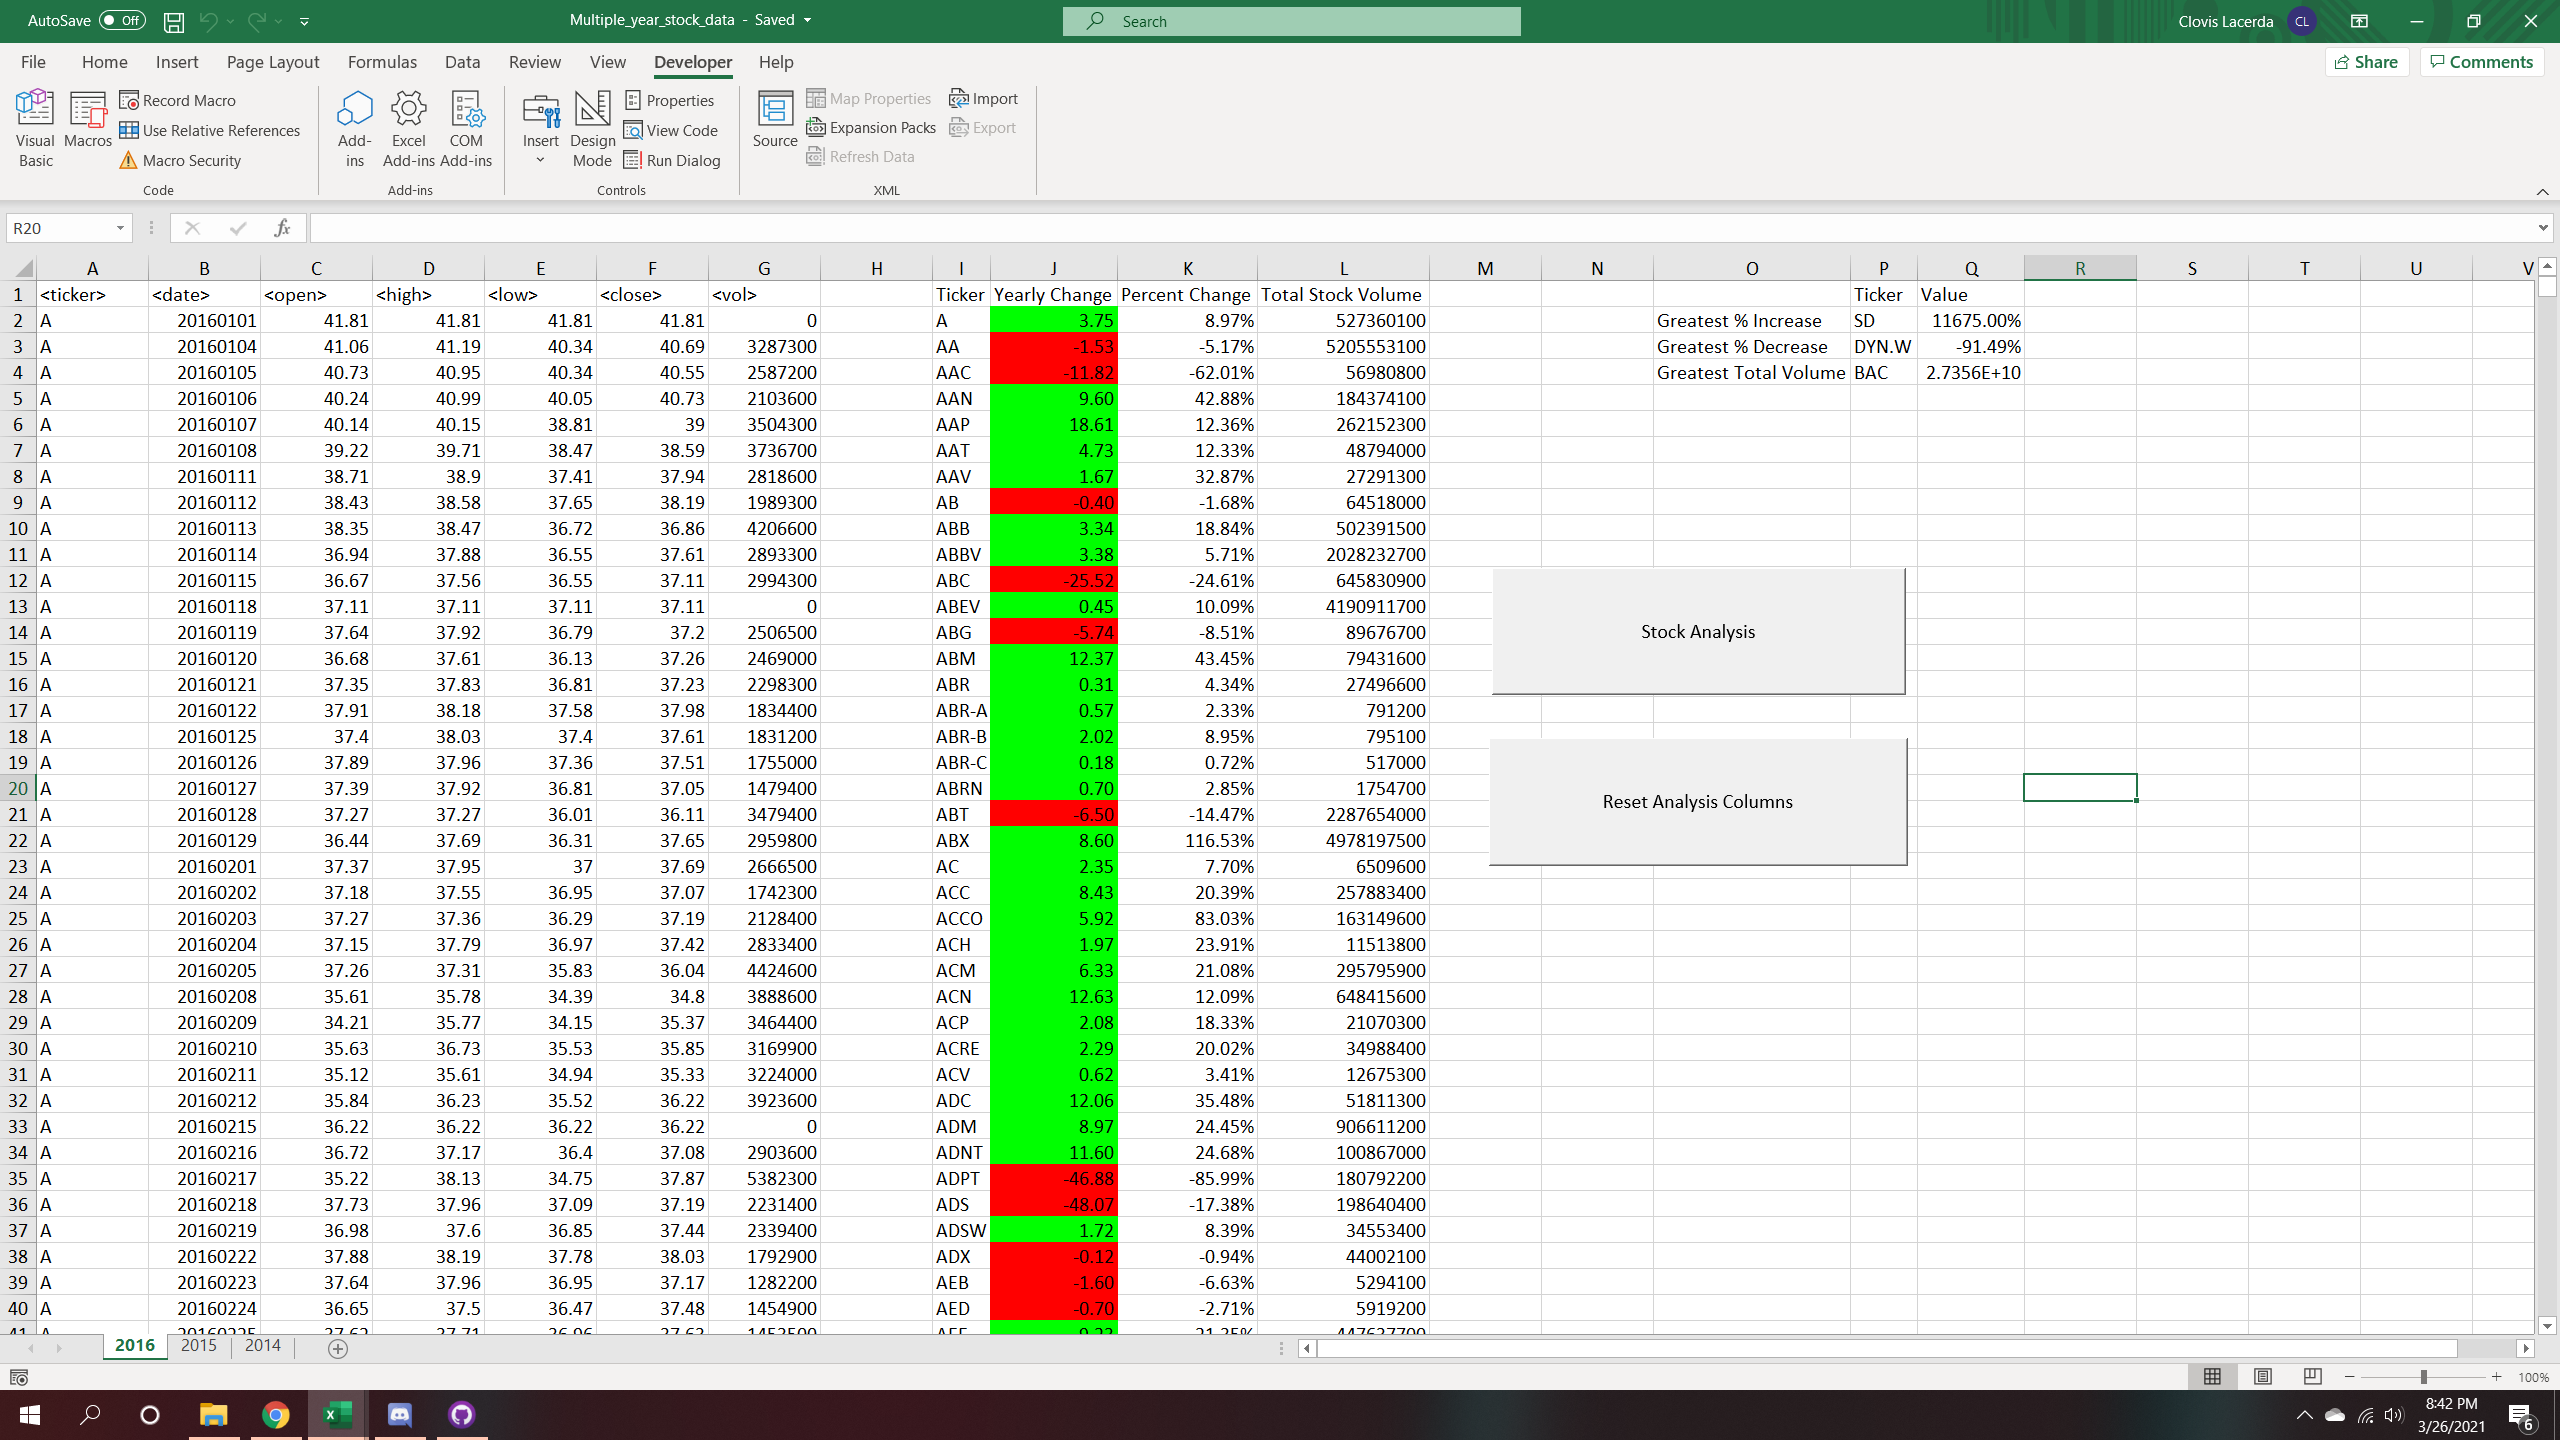 AutoSave Off Multiple_year_stock_data - Saved Search Clovis Lacerda CL
File Home Insert Page Layout Formulas Data Review View Developer Help Share Comments
Visual Basic Macros Record Macro Use Relative References Macro Security Code
Add-ins Excel Add-ins COM Add-ins Add-ins
Insert Design Mode Properties View Code Run Dialog Controls
Source Map Properties Expansion Packs Refresh Data Import Export XML
R20 fx
A B C D E F G H I J K L M N O P Q R S T U V
1 <ticker> <date> <open> <high> <low> <close> <vol> Ticker Yearly Change Percent Change Total Stock Volume Ticker Value
2 A 20160101 41.81 41.81 41.81 41.81 0 A 3.75 8.97% 527360100 Greatest % Increase SD 11675.00%
3 A 20160104 41.06 41.19 40.34 40.69 3287300 AA -1.53 -5.17% 5205553100 Greatest % Decrease DYN.W -91.49%
4 A 20160105 40.73 40.95 40.34 40.55 2587200 AAC -11.82 -62.01% 56980800 Greatest Total Volume BAC 2.7356E+10
5 A 20160106 40.24 40.99 40.05 40.73 2103600 AAN 9.60 42.88% 184374100
6 A 20160107 40.14 40.15 38.81 39 3504300 AAP 18.61 12.36% 262152300
7 A 20160108 39.22 39.71 38.47 38.59 3736700 AAT 4.73 12.33% 48794000
8 A 20160111 38.71 38.9 37.41 37.94 2818600 AAV 1.67 32.87% 27291300
9 A 20160112 38.43 38.58 37.65 38.19 1989300 AB -0.40 -1.68% 64518000
10 A 20160113 38.35 38.47 36.72 36.86 4206600 ABB 3.34 18.84% 502391500
11 A 20160114 36.94 37.88 36.55 37.61 2893300 ABBV 3.38 5.71% 2028232700
12 A 20160115 36.67 37.56 36.55 37.11 2994300 ABC -25.52 -24.61% 645830900
13 A 20160118 37.11 37.11 37.11 37.11 0 ABEV 0.45 10.09% 4190911700
14 A 20160119 37.64 37.92 36.79 37.2 2506500 ABG -5.74 -8.51% 89676700 Stock Analysis
15 A 20160120 36.68 37.61 36.13 37.26 2469000 ABM 12.37 43.45% 79431600
16 A 20160121 37.35 37.83 36.81 37.23 2298300 ABR 0.31 4.34% 27496600
17 A 20160122 37.91 38.18 37.58 37.98 1834400 ABR-A 0.57 2.33% 791200
18 A 20160125 37.4 38.03 37.4 37.61 1831200 ABR-B 2.02 8.95% 795100
19 A 20160126 37.89 37.96 37.36 37.51 1755000 ABR-C 0.18 0.72% 517000
20 A 20160127 37.39 37.92 36.81 37.05 1479400 ABRN 0.70 2.85% 1754700 Reset Analysis Columns
21 A 20160128 37.27 37.27 36.01 36.11 3479400 ABT -6.50 -14.47% 2287654000
22 A 20160129 36.44 37.69 36.31 37.65 2959800 ABX 8.60 116.53% 4978197500
23 A 20160201 37.37 37.95 37 37.69 2666500 AC 2.35 7.70% 6509600
24 A 20160202 37.18 37.55 36.95 37.07 1742300 ACC 8.43 20.39% 257883400
25 A 20160203 37.27 37.36 36.29 37.19 2128400 ACCO 5.92 83.03% 163149600
26 A 20160204 37.15 37.79 36.97 37.42 2833400 ACH 1.97 23.91% 11513800
27 A 20160205 37.26 37.31 35.83 36.04 4424600 ACM 6.33 21.08% 295795900
28 A 20160208 35.61 35.78 34.39 34.8 3888600 ACN 12.63 12.09% 648415600
29 A 20160209 34.21 35.77 34.15 35.37 3464400 ACP 2.08 18.33% 21070300
30 A 20160210 35.63 36.73 35.53 35.85 3169900 ACRE 2.29 20.02% 34988400
31 A 20160211 35.12 35.61 34.94 35.33 3224000 ACV 0.62 3.41% 12675300
32 A 20160212 35.84 36.23 35.52 36.22 3923600 ADC 12.06 35.48% 51811300
33 A 20160215 36.22 36.22 36.22 36.22 0 ADM 8.97 24.45% 906611200
34 A 20160216 36.72 37.17 36.4 37.08 2903600 ADNT 11.60 24.68% 100867000
35 A 20160217 35.22 38.13 34.75 37.87 5382300 ADPT -46.88 -85.99% 180792200
36 A 20160218 37.73 37.96 37.09 37.19 2231400 ADS -48.07 -17.38% 198640400
37 A 20160219 36.98 37.6 36.85 37.44 2339400 ADSW 1.72 8.39% 34553400
38 A 20160222 37.88 38.19 37.78 38.03 1792900 ADX -0.12 -0.94% 44002100
39 A 20160223 37.64 37.96 36.95 37.17 1282200 AEB -1.60 -6.63% 5294100
40 A 20160224 36.65 37.5 36.47 37.48 1454900 AED -0.70 -2.71% 5919200
2016 2015 2014
100%
8:42 PM
3/26/2021
6